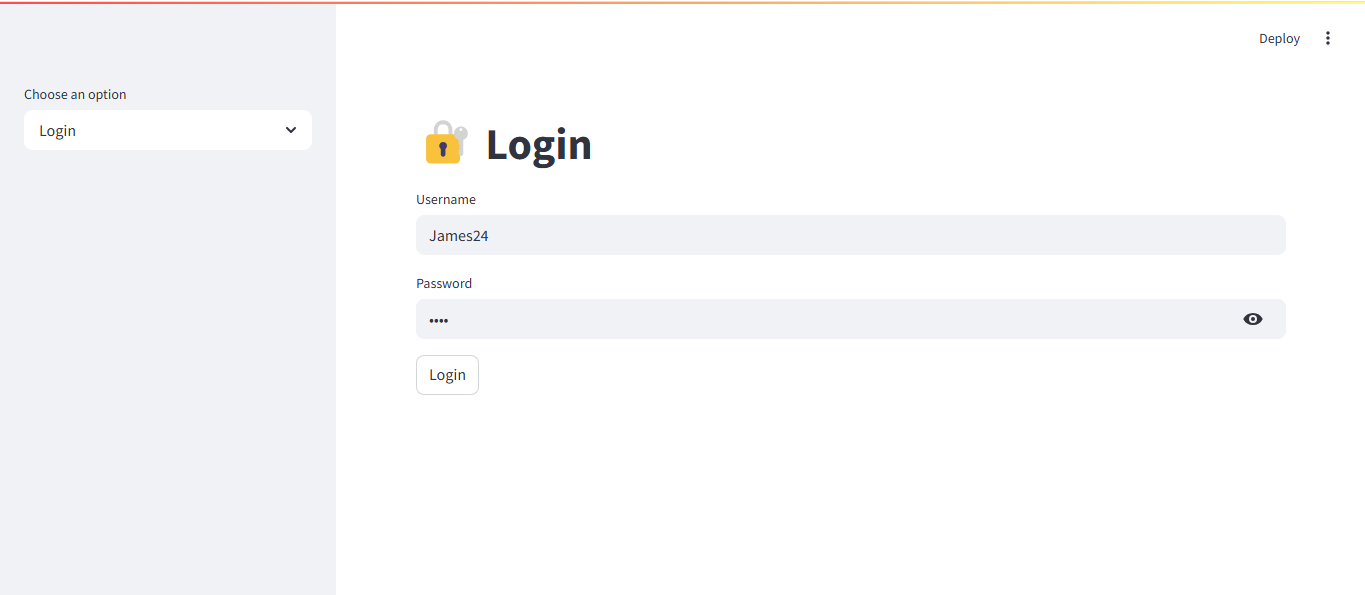 Deploy
Choose an option
Login
Login
Username
James24
Password
••••
Login